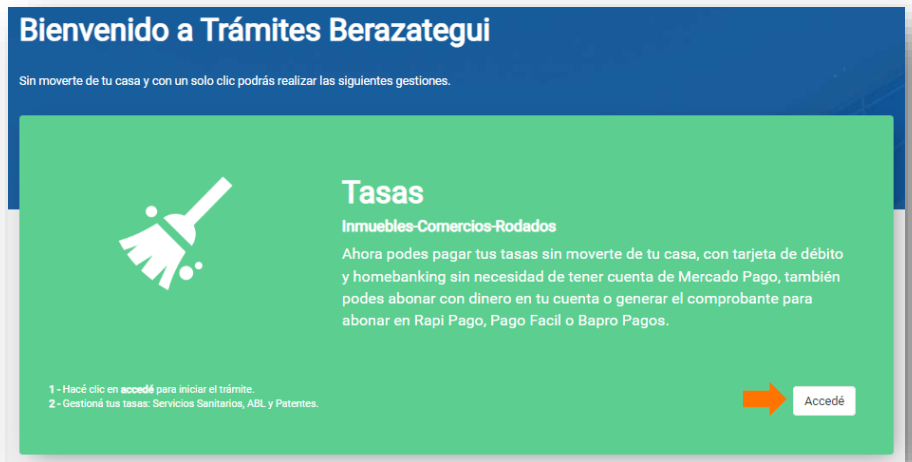 Bienvenido a Trámites Berazategui
Sin moverte de tu casa y con un solo clic podrás realizar las siguientes gestiones.
Tasas
Inmuebles-Comercios-Rodados
Ahora podes pagar tus tasas sin moverte de tu casa, con tarjeta de débito
y homebanking sin necesidad de tener cuenta de Mercado Pago, también
podes abonar con dinero en tu cuenta o generar el comprobante para
abonar en Rapi Pago, Pago Facil o Bapro Pagos.
1 - Hacé clic en accedé para iniciar el trámite.
2 - Gestioná tus tasas: Servicios Sanitarios, ABL y Patentes.
Accedé